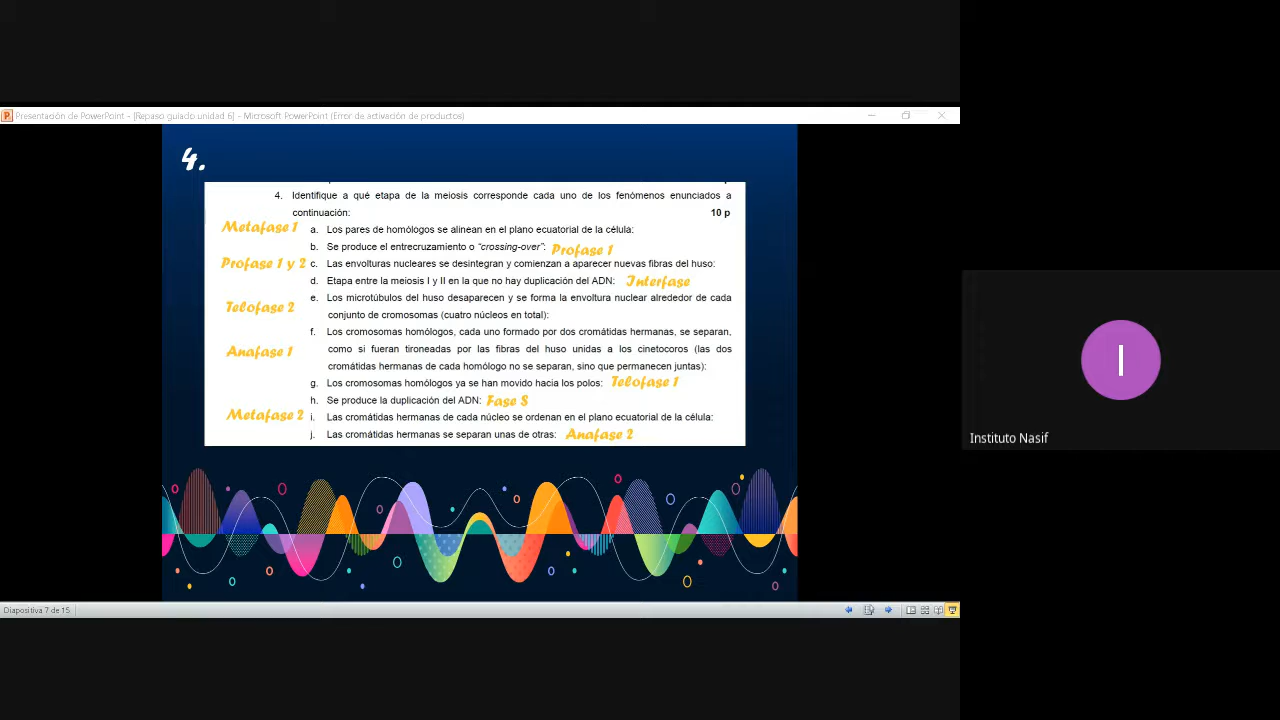 Presentación de PowerPoint - [Repaso guiado unidad 6] - Microsoft PowerPoint (Error de activación de productos)
4.
4. Identifique a qué etapa de la meiosis corresponde cada uno de los fenómenos enunciados a
continuación: 10 p
Metafase 1 a. Los pares de homólogos se alinean en el plano ecuatorial de la célula:
b. Se produce el entrecruzamiento o “crossing-over”: Profase 1
Profase 1 y 2 c. Las envolturas nucleares se desintegran y comienzan a aparecer nuevas fibras del huso:
d. Etapa entre la meiosis I y II en la que no hay duplicación del ADN: Interfase
e. Los microtúbulos del huso desaparecen y se forma la envoltura nuclear alrededor de cada
Telofase 2 conjunto de cromosomas (cuatro núcleos en total):
f. Los cromosomas homólogos, cada uno formado por dos cromátidas hermanas, se separan,
Anafase 1 como si fueran tironeadas por las fibras del huso unidas a los cinetocoros (las dos
cromátidas hermanas de cada homólogo no se separan, sino que permanecen juntas):
g. Los cromosomas homólogos ya se han movido hacia los polos: Telofase 1
h. Se produce la duplicación del ADN: Fase S
Metafase 2 i. Las cromátidas hermanas de cada núcleo se ordenan en el plano ecuatorial de la célula:
j. Las cromátidas hermanas se separan unas de otras: Anafase 2
Diapositiva 7 de 15
I
Instituto Nasif